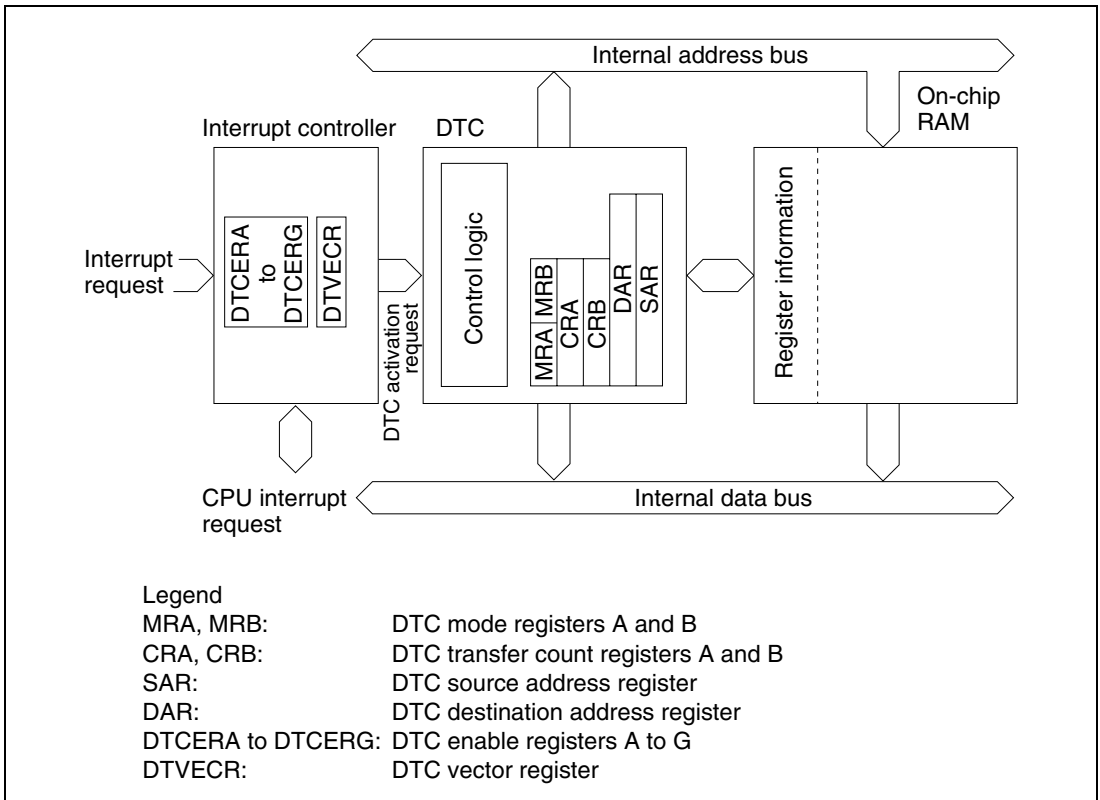 Internal address bus
On-chip
RAM
Interrupt controller
DTC
Interrupt
request
DTCERA
to
DTCERG
DTVECR
DTC activation
request
Control logic
MRA
MRB
CRA
CRB
DAR
SAR
Register information
CPU interrupt
request
Internal data bus
Legend
MRA, MRB: DTC mode registers A and B
CRA, CRB: DTC transfer count registers A and B
SAR: DTC source address register
DAR: DTC destination address register
DTCERA to DTCERG: DTC enable registers A to G
DTVECR: DTC vector register